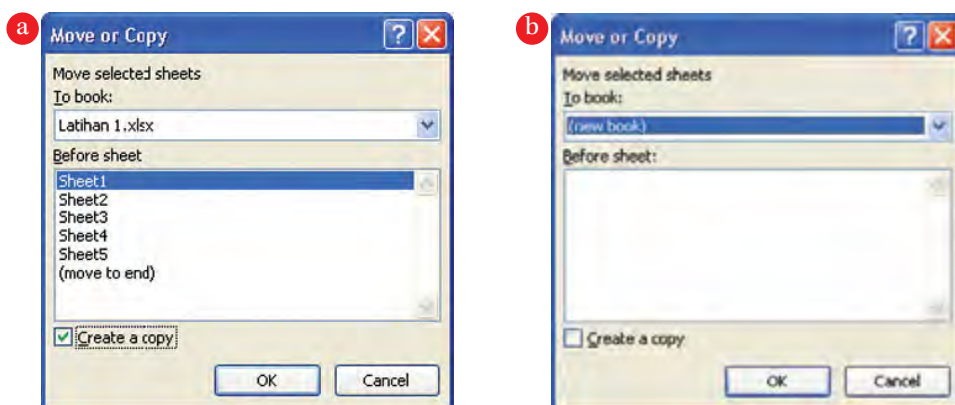 a
Move or Copy
Move selected sheets
To book:
Latihan 1.xlsx
Before sheet
Sheet1
Sheet2
Sheet3
Sheet4
Sheet5
(move to end)
Create a copy
OK
Cancel
b
Move or Copy
Move selected sheets
To book:
(new book)
Before sheet:
Create a copy
OK
Cancel